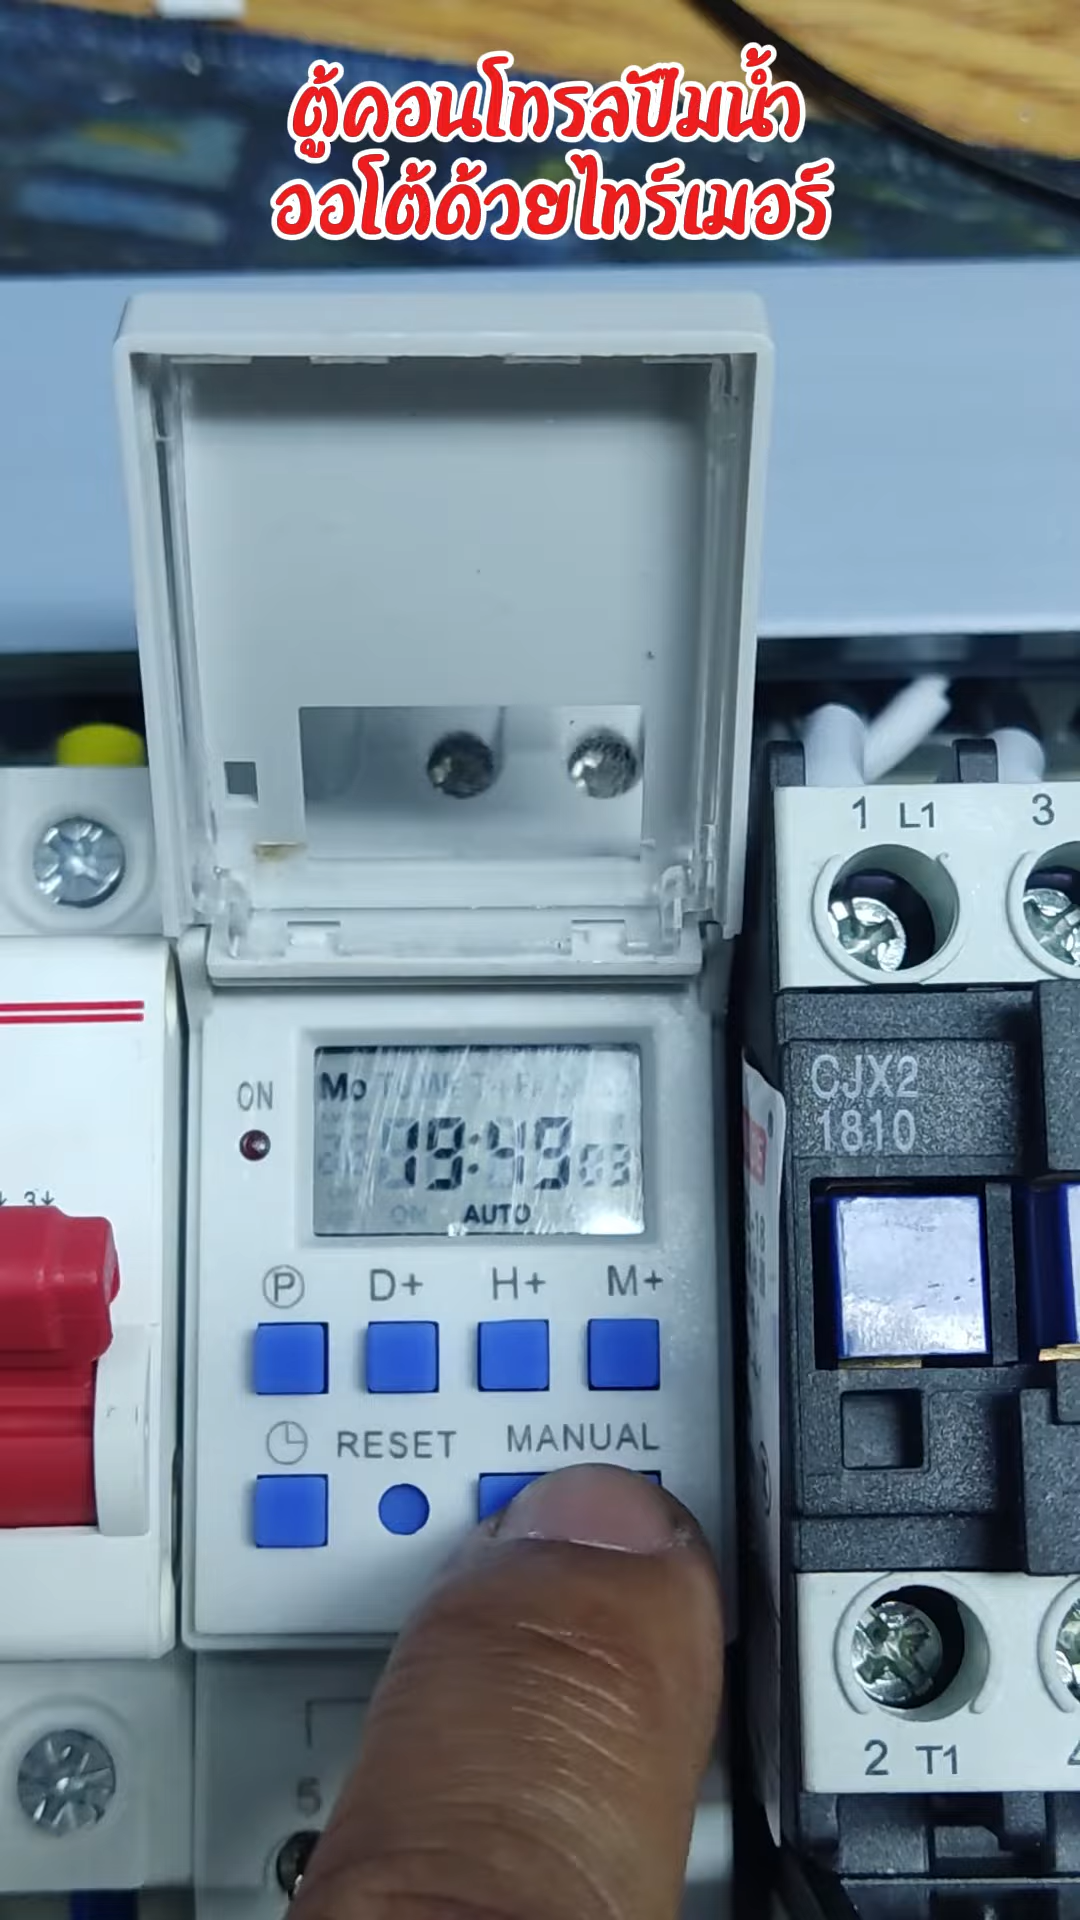 ตู้คอนโทรลปั๊มน้ำ
ออโต้ด้วยไทร์เมอร์
1 L1 3
ON
Mo
19:49 03
AUTO
CJX2
1810
P D+ H+ M+
RESET MANUAL
2 T1
5